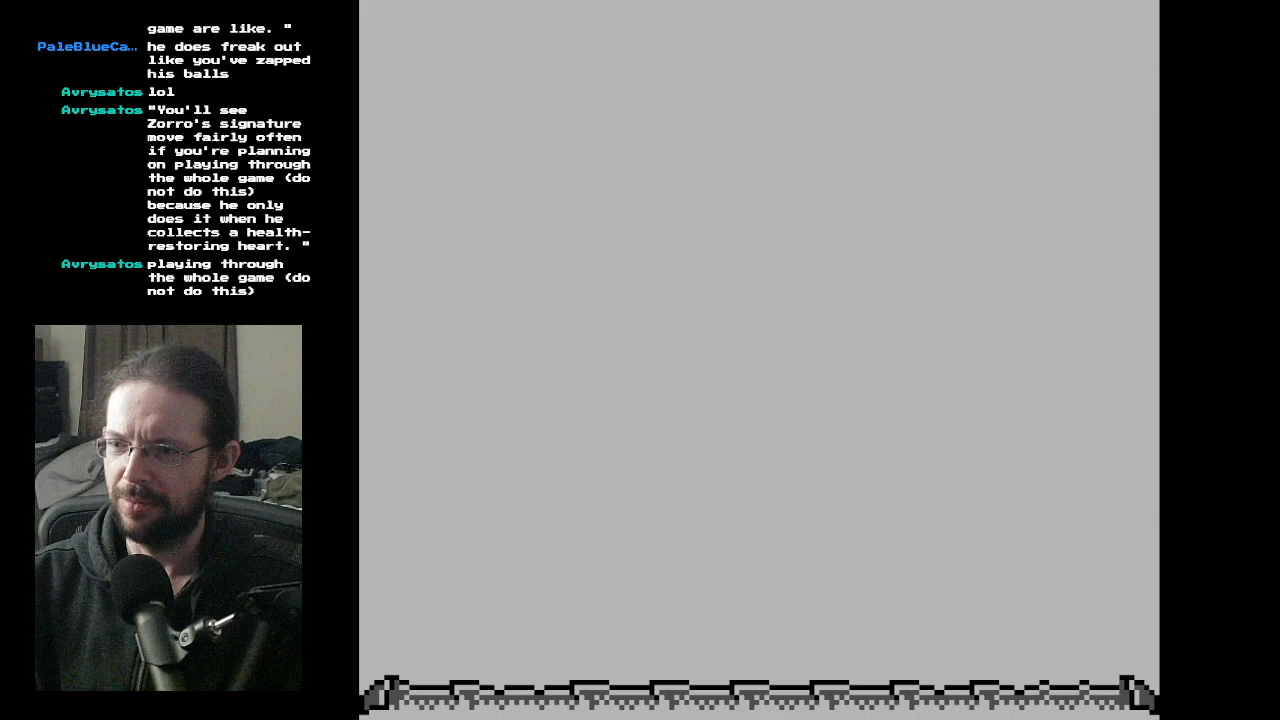 game are like. "
PaleBlueCa… he does freak out
like you've zapped
his balls
Avrysatos lol
Avrysatos "You'll see
Zorro's signature
move fairly often
if you're planning
on playing through
the whole game (do
not do this)
because he only
does it when he
collects a health-
restoring heart. "
Avrysatos playing through
the whole game (do
not do this)